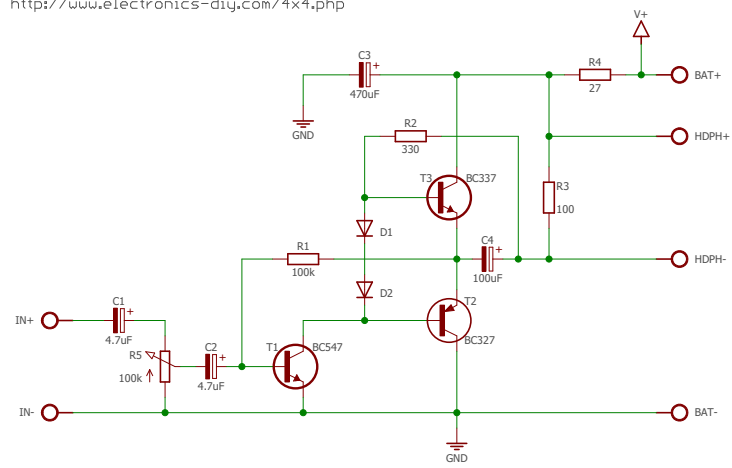 http://www.electronics-diy.com/4x4.php
V+
C3
+
470uF
R4
27
BAT+
GND
R2
330
HDPH+
T3
BC337
R3
100
D1
R1
100k
C4
+
100uF
HDPH-
D2
T2
BC327
IN+
C1
+
4.7uF
R5
100k
C2
+
4.7uF
T1
BC547
IN-
BAT-
GND